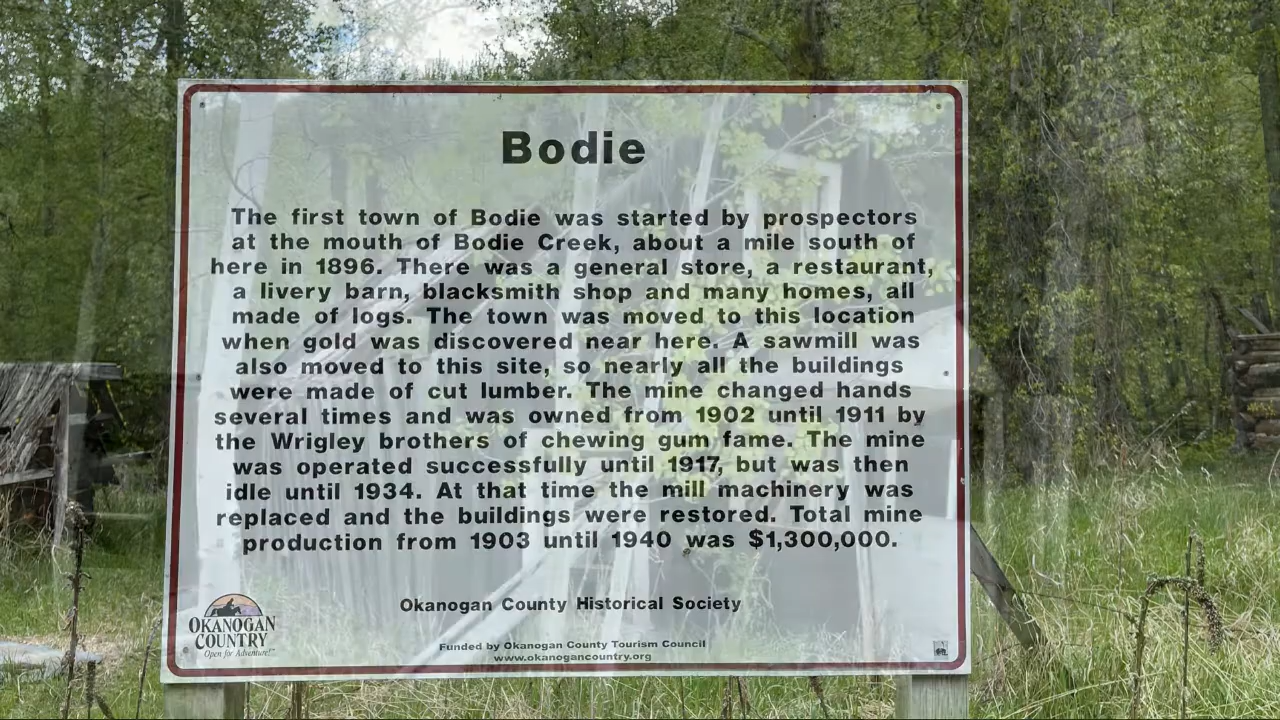 Bodie
The first town of Bodie was started by prospectors
at the mouth of Bodie Creek, about a mile south of
here in 1896. There was a general store, a restaurant,
a livery barn, blacksmith shop and many homes, all
made of logs. The town was moved to this location
when gold was discovered near here. A sawmill was
also moved to this site, so nearly all the buildings
were made of cut lumber. The mine changed hands
several times and was owned from 1902 until 1911 by
the Wrigley brothers of chewing gum fame. The mine
was operated successfully until 1917, but was then
idle until 1934. At that time the mill machinery was
replaced and the buildings were restored. Total mine
production from 1903 until 1940 was $1,300,000.
Okanogan County Historical Society
OKANOGAN
COUNTRY
Open for Adventure!
Funded by Okanogan County Tourism Council
www.okanogancountry.org